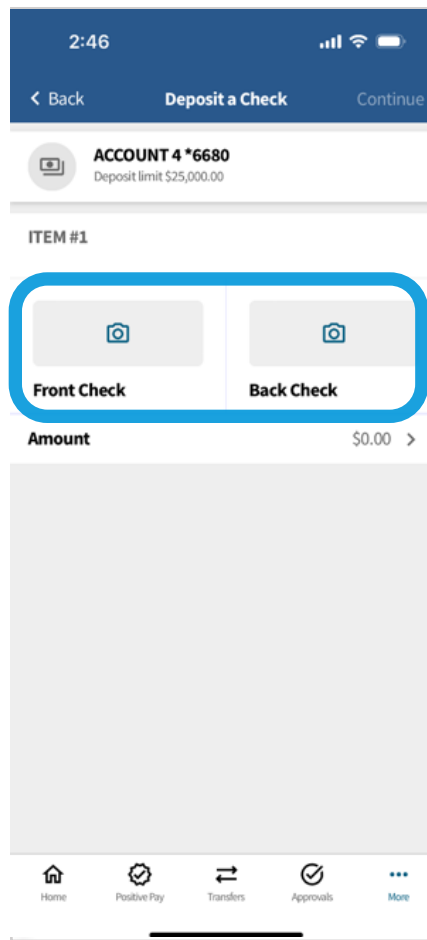 2:46
Back Deposit a Check Continue
ACCOUNT 4 *6680
Deposit limit $25,000.00
ITEM #1
Front Check Back Check
Amount $0.00
Home Positive Pay Transfers Approvals More